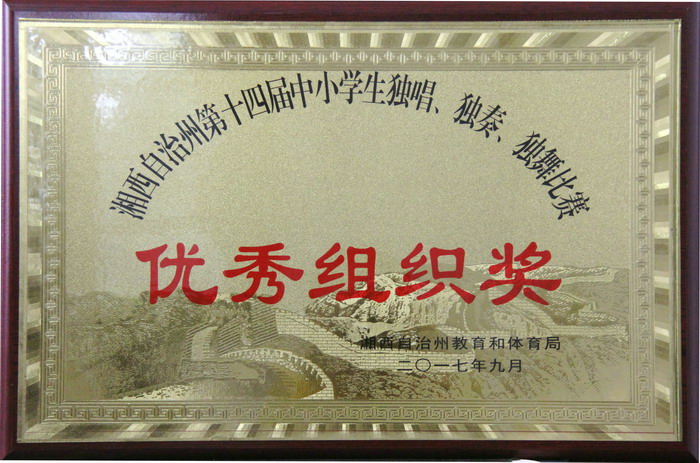 湘西自治州第十四届中小学生独唱、独奏、独舞比赛
优秀组织奖
湘西自治州教育和体育局
二〇一七年九月